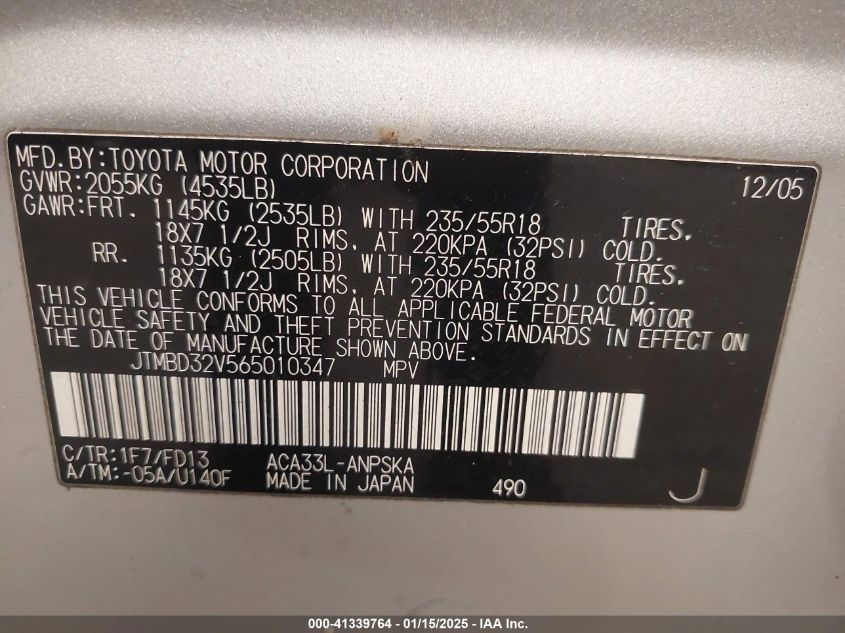 MFD.BY:TOYOTA MOTOR CORPORATION 12/05
GVWR:2055KG (4535LB)
GAWR:FRT. 1145KG (2535LB) WITH 235/55R18 TIRES.
18X7 1/2J RIMS. AT 220KPA (32PSI) COLD.
RR. 1135KG (2505LB) WITH 235/55R18 TIRES.
18X7 1/2J RIMS. AT 220KPA (32PSI) COLD.
THIS VEHICLE CONFORMS TO ALL APPLICABLE FEDERAL MOTOR
VEHICLE SAFETY AND THEFT PREVENTION STANDARDS IN EFFECT ON
THE DATE OF MANUFACTURE SHOWN ABOVE.
JTMBD32V565010347 MPV
C/TR:1F7/FD13 ACA33L-ANPSKA
A/TM:-05A/U140F MADE IN JAPAN 490 J
000-41339764 - 01/15/2025 - IAA Inc.